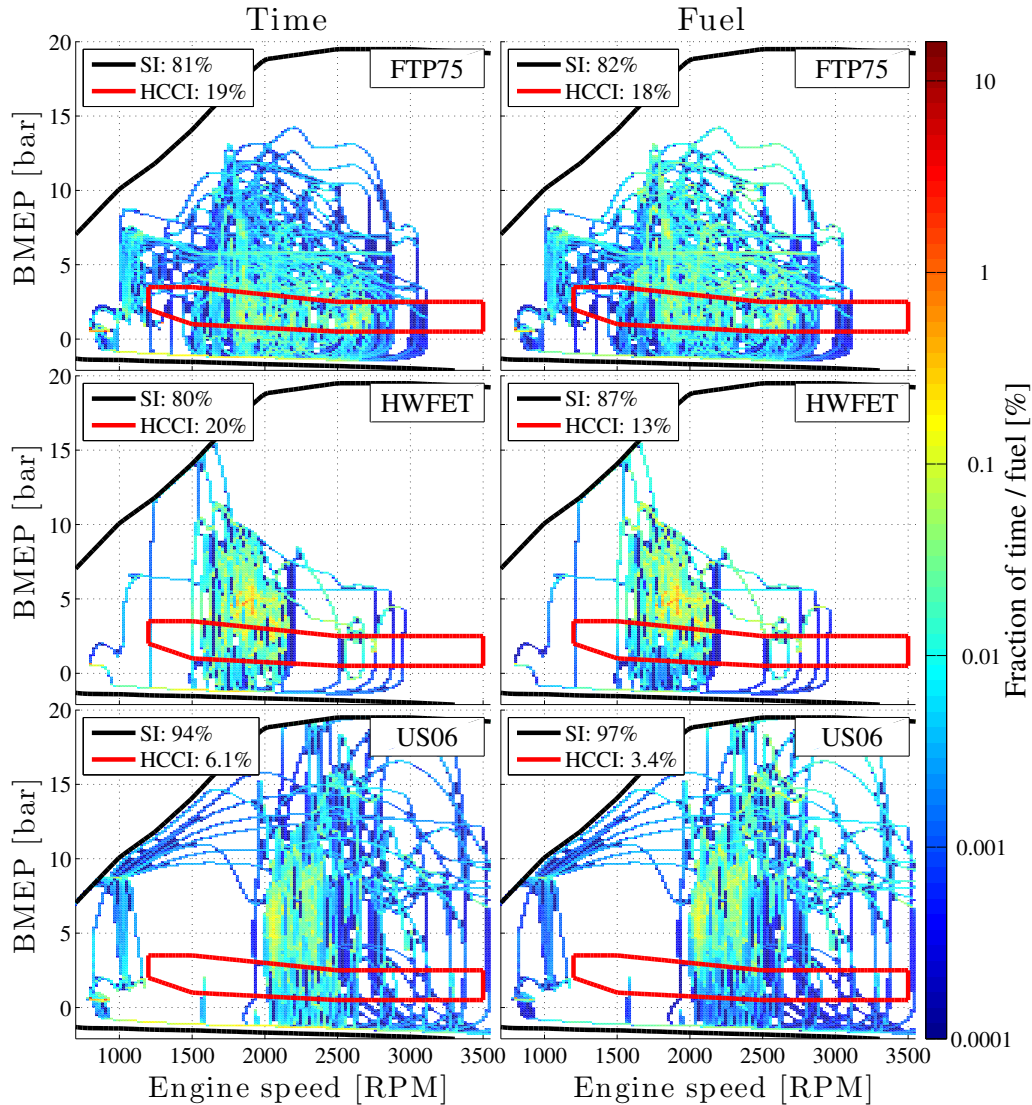 Time
Fuel
SI: 81%
HCCI: 19%
FTP75
SI: 82%
HCCI: 18%
FTP75
20
15
10
5
0
BMEP [bar]
SI: 80%
HCCI: 20%
HWFET
SI: 87%
HCCI: 13%
HWFET
20
15
10
5
0
BMEP [bar]
SI: 94%
HCCI: 6.1%
US06
SI: 97%
HCCI: 3.4%
US06
20
15
10
5
0
BMEP [bar]
1000 1500 2000 2500 3000 3500
1000 1500 2000 2500 3000 3500
Engine speed [RPM]
Engine speed [RPM]
10
1
0.1
0.01
0.001
0.0001
Fraction of time / fuel [%]